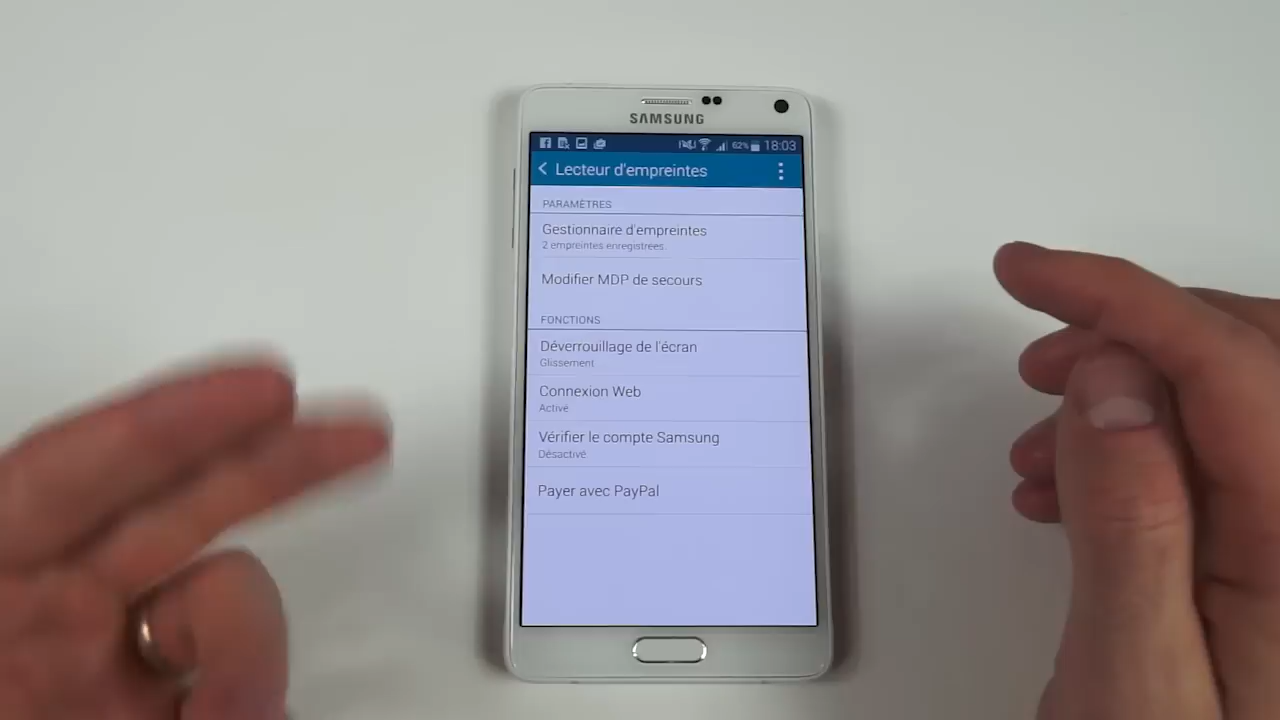 SAMSUNG
62% 18:03
Lecteur d'empreintes
PARAMÈTRES
Gestionnaire d'empreintes
2 empreintes enregistrées.
Modifier MDP de secours
FONCTIONS
Déverrouillage de l'écran
Glissement
Connexion Web
Activé
Vérifier le compte Samsung
Désactivé
Payer avec PayPal